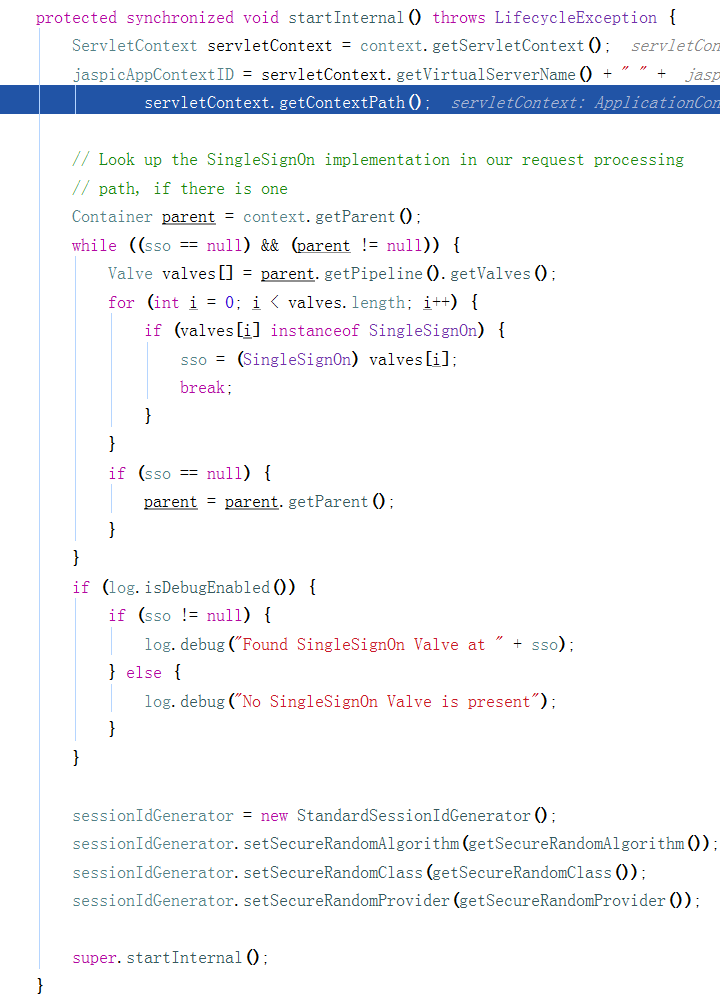 protected synchronized void startInternal() throws LifecycleException {
ServletContext servletContext = context.getServletContext();  servletCon
jaspicAppContextID = servletContext.getVirtualServerName() + " " +  jasp
servletContext.getContextPath();  servletContext: ApplicationCon
// Look up the SingleSignOn implementation in our request processing
// path, if there is one
Container parent = context.getParent();
while ((sso == null) && (parent != null)) {
Valve valves[] = parent.getPipeline().getValves();
for (int i = 0; i < valves.length; i++) {
if (valves[i] instanceof SingleSignOn) {
sso = (SingleSignOn) valves[i];
break;
}
}
if (sso == null) {
parent = parent.getParent();
}
}
if (log.isDebugEnabled()) {
if (sso != null) {
log.debug("Found SingleSignOn Valve at " + sso);
} else {
log.debug("No SingleSignOn Valve is present");
}
}
sessionIdGenerator = new StandardSessionIdGenerator();
sessionIdGenerator.setSecureRandomAlgorithm(getSecureRandomAlgorithm());
sessionIdGenerator.setSecureRandomClass(getSecureRandomClass());
sessionIdGenerator.setSecureRandomProvider(getSecureRandomProvider());
super.startInternal();
}